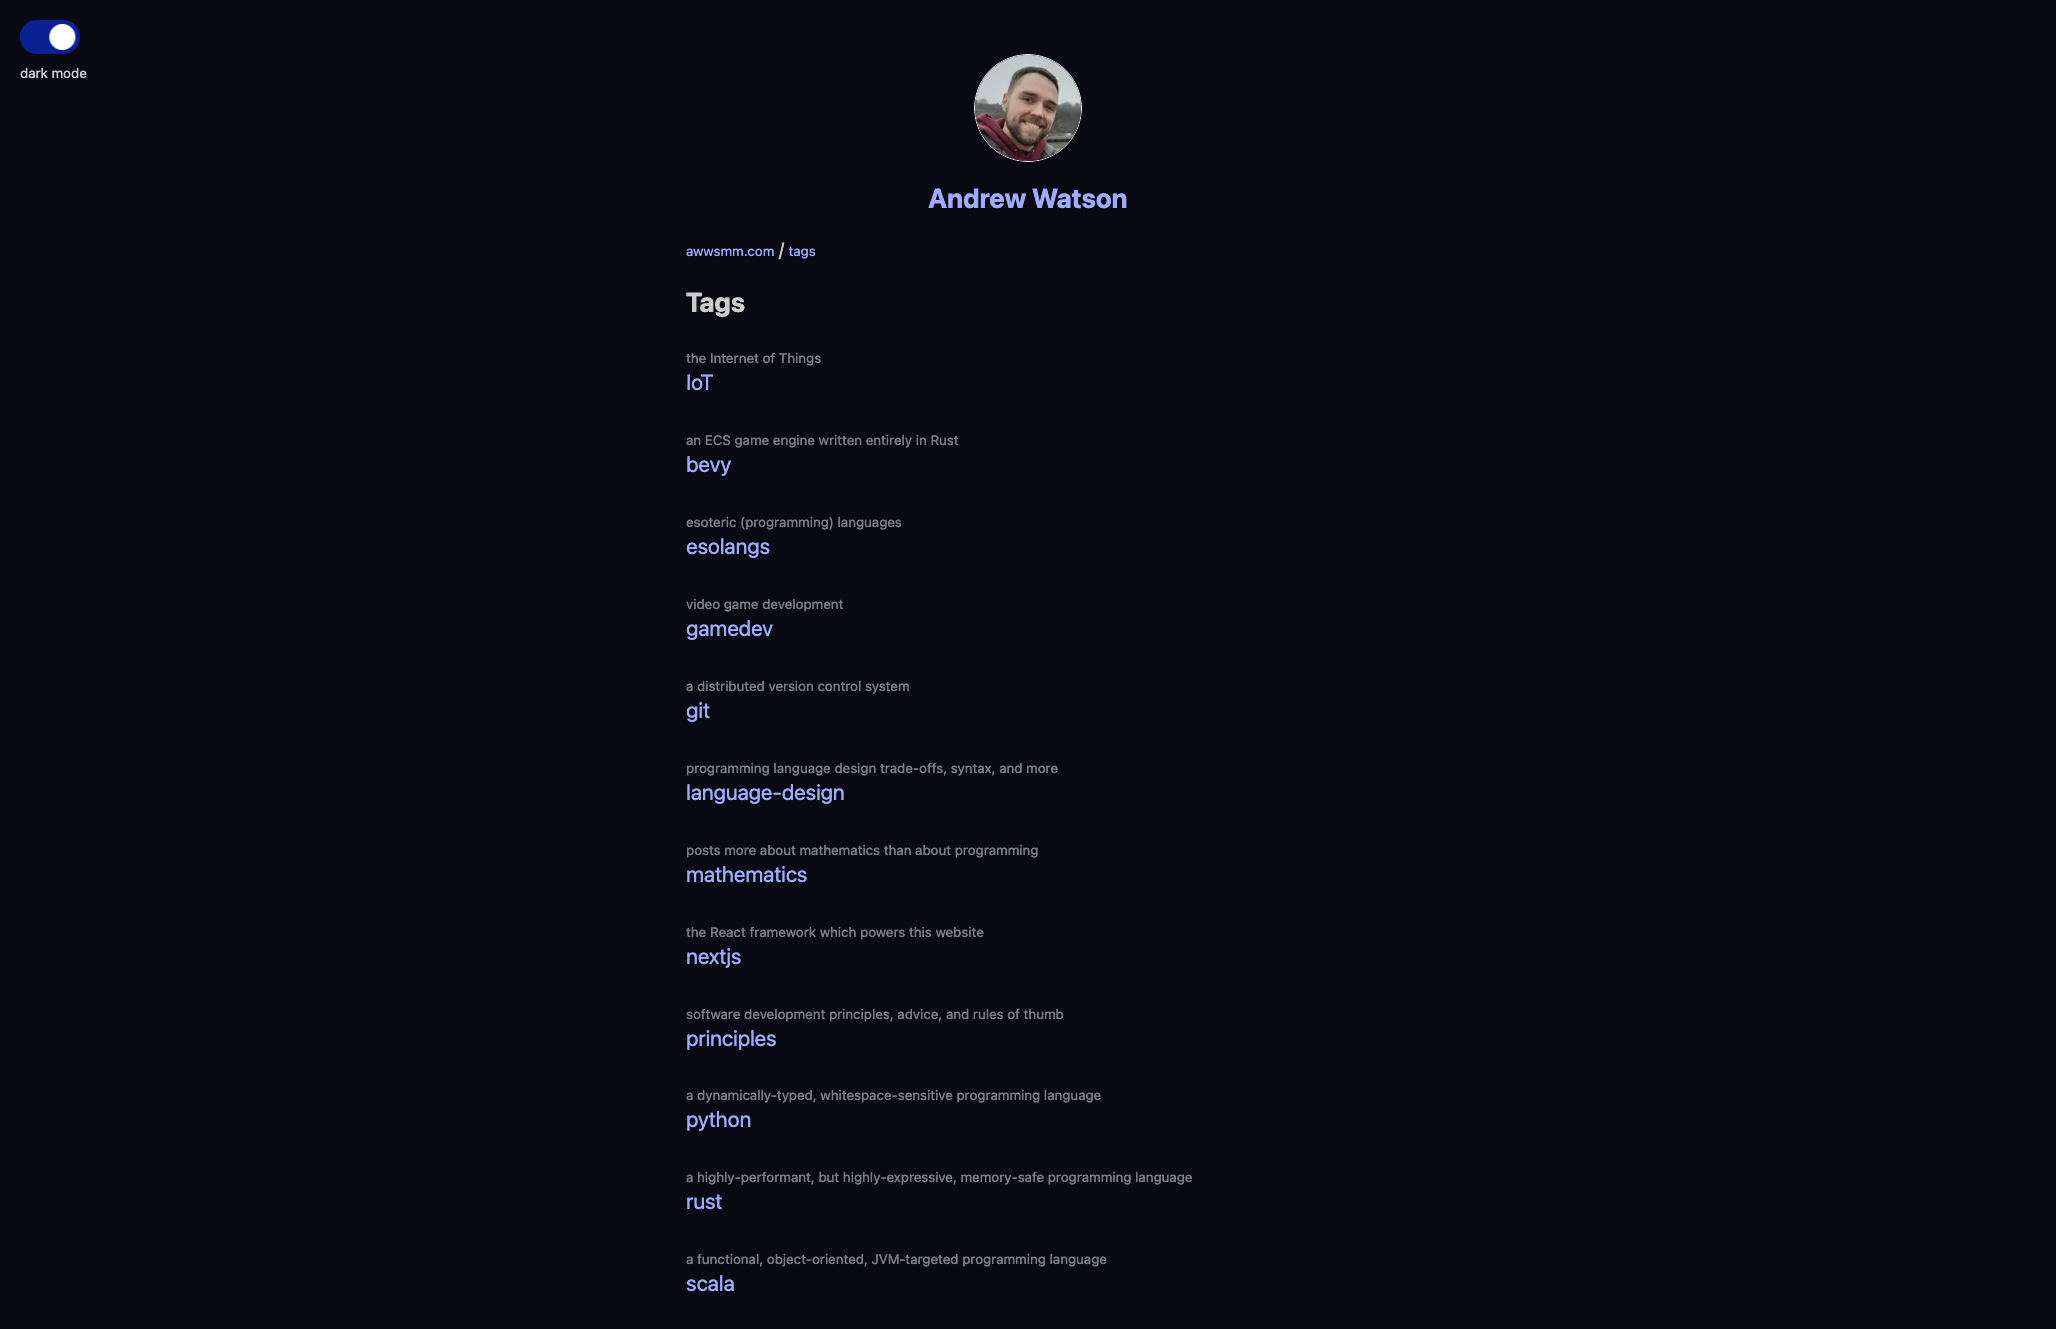 dark mode
Andrew Watson
awwsmm.com / tags
Tags
the Internet of Things
IoT
an ECS game engine written entirely in Rust
bevy
esoteric (programming) languages
esolangs
video game development
gamedev
a distributed version control system
git
programming language design trade-offs, syntax, and more
language-design
posts more about mathematics than about programming
mathematics
the React framework which powers this website
nextjs
software development principles, advice, and rules of thumb
principles
a dynamically-typed, whitespace-sensitive programming language
python
a highly-performant, but highly-expressive, memory-safe programming language
rust
a functional, object-oriented, JVM-targeted programming language
scala